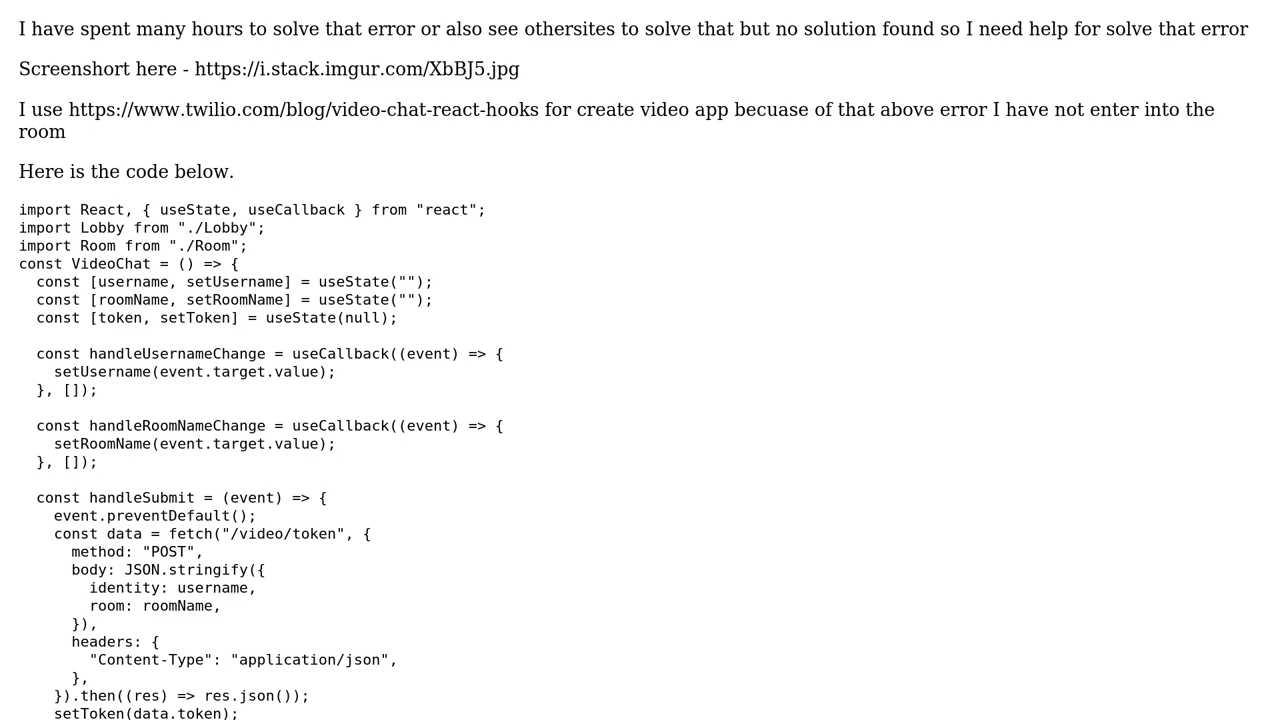 I have spent many hours to solve that error or also see othersites to solve that but no solution found so I need help for solve that error
Screenshort here - https://i.stack.imgur.com/XbBJ5.jpg
I use https://www.twilio.com/blog/video-chat-react-hooks for create video app becuase of that above error I have not enter into the
room
Here is the code below.
import React, { useState, useCallback } from "react";
import Lobby from "./Lobby";
import Room from "./Room";
const VideoChat = () => {
  const [username, setUsername] = useState("");
  const [roomName, setRoomName] = useState("");
  const [token, setToken] = useState(null);
  const handleUsernameChange = useCallback((event) => {
    setUsername(event.target.value);
  }, []);
  const handleRoomNameChange = useCallback((event) => {
    setRoomName(event.target.value);
  }, []);
  const handleSubmit = (event) => {
    event.preventDefault();
    const data = fetch("/video/token", {
      method: "POST",
      body: JSON.stringify({
        identity: username,
        room: roomName,
      }),
      headers: {
        "Content-Type": "application/json",
      },
    }).then((res) => res.json());
    setToken(data.token);